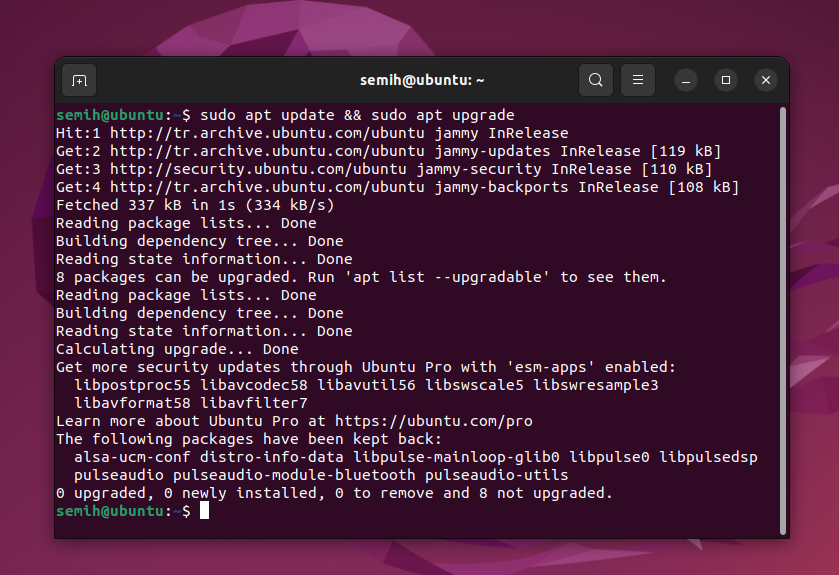 semih@ubuntu: ~
semih@ubuntu:~$ sudo apt update && sudo apt upgrade
Hit:1 http://tr.archive.ubuntu.com/ubuntu jammy InRelease
Get:2 http://tr.archive.ubuntu.com/ubuntu jammy-updates InRelease [119 kB]
Get:3 http://security.ubuntu.com/ubuntu jammy-security InRelease [110 kB]
Get:4 http://tr.archive.ubuntu.com/ubuntu jammy-backports InRelease [108 kB]
Fetched 337 kB in 1s (334 kB/s)
Reading package lists... Done
Building dependency tree... Done
Reading state information... Done
8 packages can be upgraded. Run 'apt list --upgradable' to see them.
Reading package lists... Done
Building dependency tree... Done
Reading state information... Done
Calculating upgrade... Done
Get more security updates through Ubuntu Pro with 'esm-apps' enabled:
  libpostproc55 libavcodec58 libavutil56 libswscale5 libswresample3
  libavformat58 libavfilter7
Learn more about Ubuntu Pro at https://ubuntu.com/pro
The following packages have been kept back:
  alsa-ucm-conf distro-info-data libpulse-mainloop-glib0 libpulse0 libpulsedsp
  pulseaudio pulseaudio-module-bluetooth pulseaudio-utils
0 upgraded, 0 newly installed, 0 to remove and 8 not upgraded.
semih@ubuntu:~$